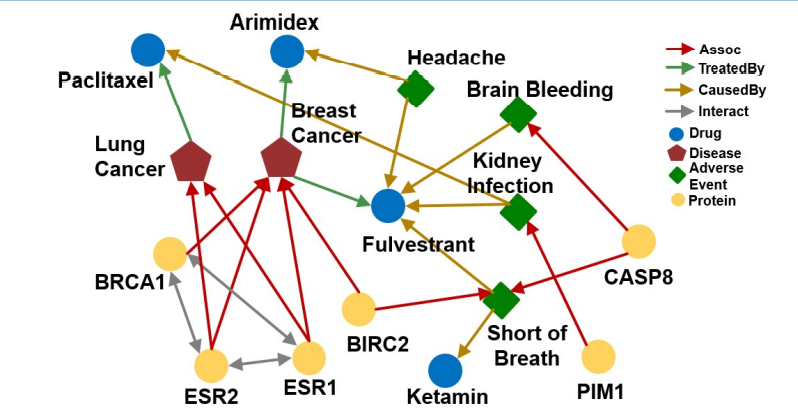 Arimidex
Paclitaxel
Headache
Brain Bleeding
Breast
Cancer
Lung
Cancer
Kidney
Infection
Fulvestrant
BRCA1
CASP8
BIRC2
Short of
Breath
ESR2
ESR1
Ketamin
PIM1
Assoc
TreatedBy
CausedBy
Interact
Drug
Disease
Adverse
Event
Protein